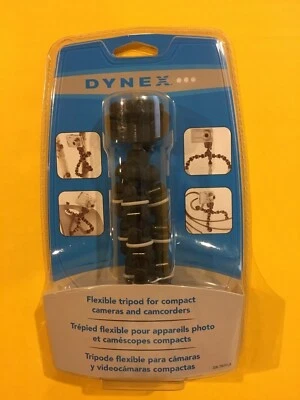 DYNEX
Flexible tripod for compact
cameras and camcorders
Trépied flexible pour appareils photo
et caméscopes compacts
Tripode flexible para cámaras
y videocámaras compactas